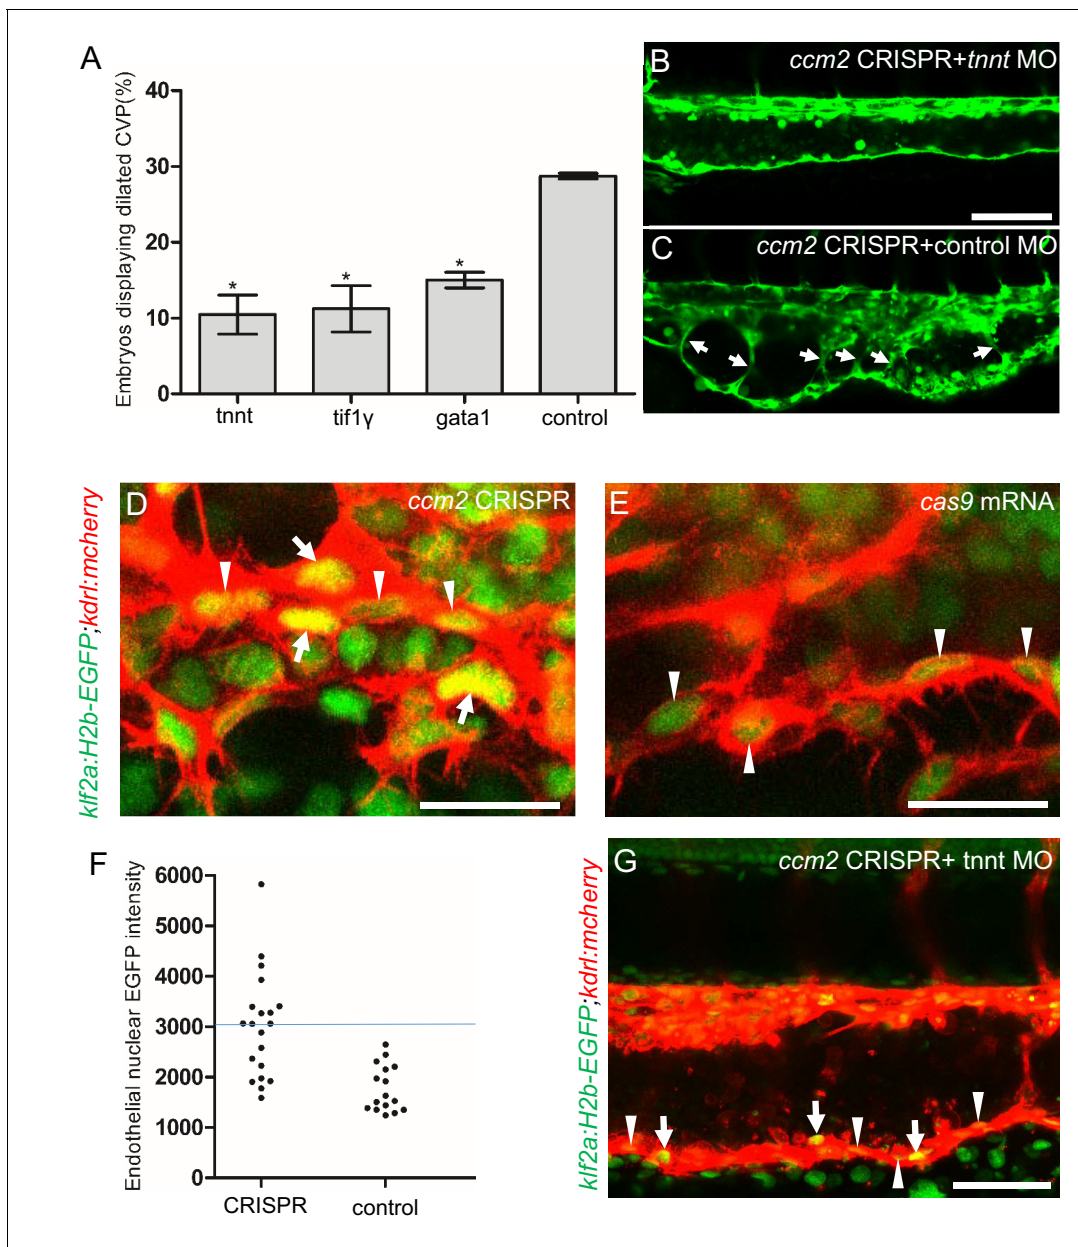 A
Embryos displaying dilated CVP(%)
40
30
20
10
0
*
*
*
tnnt
tif1γ
gata1
control
B
ccm2 CRISPR+tnnt MO
C
ccm2 CRISPR+control MO
klf2a:H2b-EGFP;kdrl:mcherry
D
ccm2 CRISPR
E
cas9 mRNA
F
Endothelial nuclear EGFP intensity
6000
5000
4000
3000
2000
1000
0
CRISPR
control
klf2a:H2b-EGFP;kdrl:mcherry
G
ccm2 CRISPR+ tnnt MO